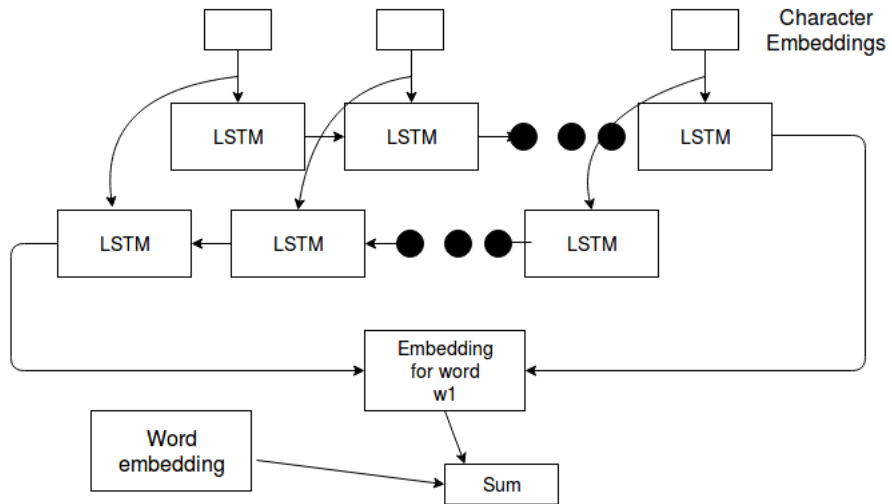 Character
Embeddings
LSTM
LSTM
LSTM
LSTM
LSTM
LSTM
Embedding
for word
w1
Word
embedding
Sum